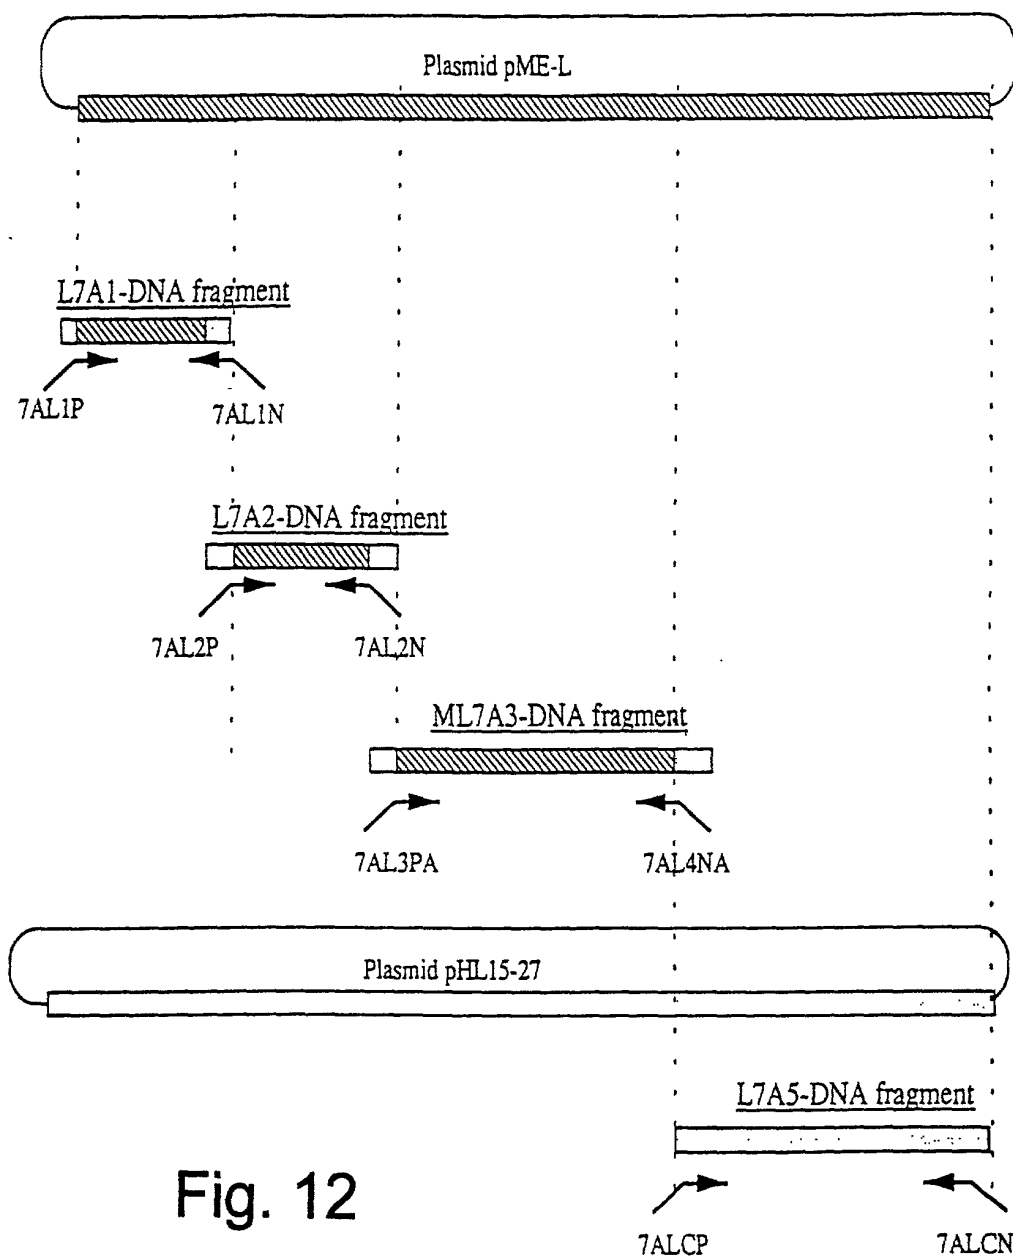 Plasmid pME-L
L7A1-DNA fragment
7AL1P
7AL1N
L7A2-DNA fragment
7AL2P
7AL2N
ML7A3-DNA fragment
7AL3PA
7AL4NA
Plasmid pHL15-27
L7A5-DNA fragment
7ALCP
7ALCN
Fig. 12